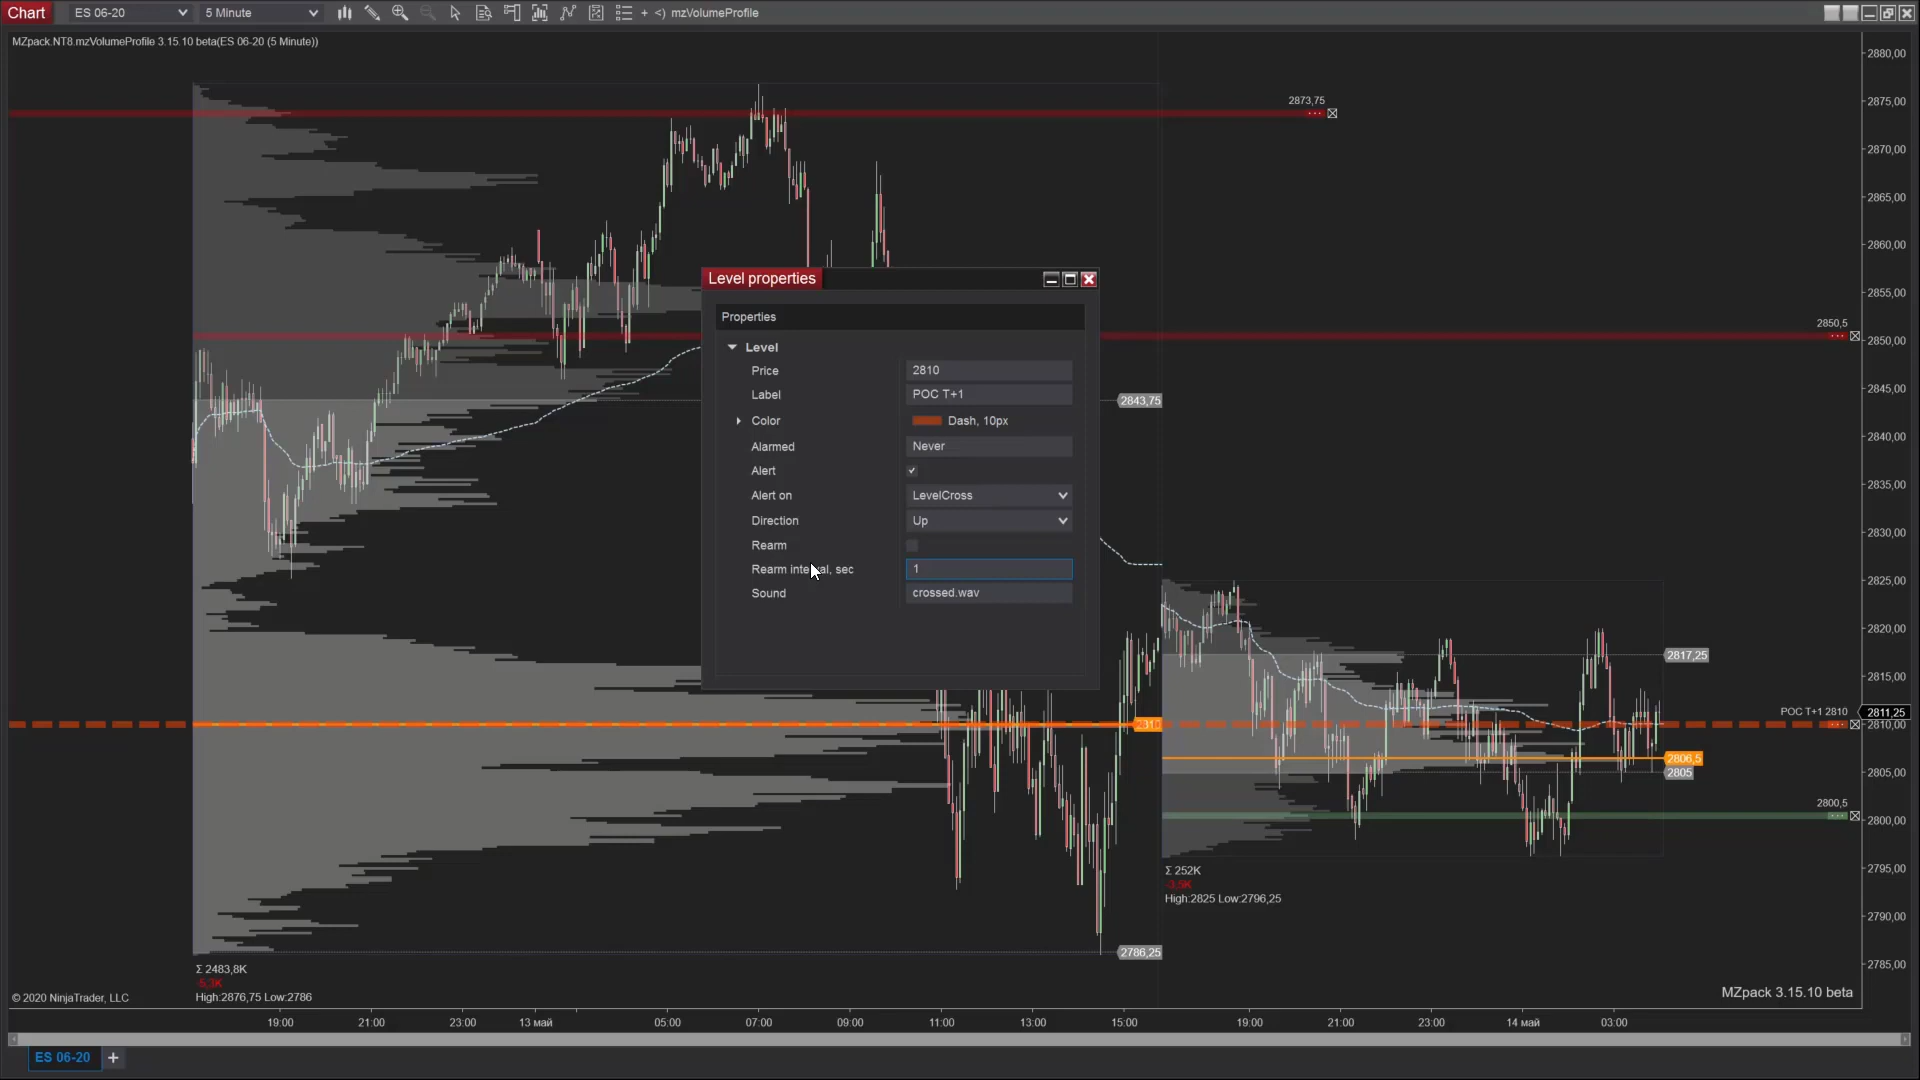 Chart ES 06-20 5 Minute + <) mzVolumeProfile
MZpack.NT8.mzVolumeProfile 3.15.10 beta(ES 06-20 (5 Minute))
2880,00
2873,75
2875,00
2870,00
2865,00
2860,00
2855,00
2850,5
2850,00
2845,00
2843,75
2840,00
2835,00
2830,00
2825,00
2820,00
2817,25
2815,00
POC T+1 2810
2811,25
2810
2810,00
2806,5
2805
2805,00
2800,5
2800,00
2795,00
2790,00
2786,25
2785,00
Level properties
Properties
Level
Price 2810
Label POC T+1
Color Dash, 10px
Alarmed Never
Alert
Alert on LevelCross
Direction Up
Rearm
Rearm interval, sec 1
Sound crossed.wav
Σ 252K
-3,5K
High:2825 Low:2796,25
Σ 2483,8K
-5,3K
High:2876,75 Low:2786
© 2020 NinjaTrader, LLC
MZpack 3.15.10 beta
19:00 21:00 23:00 13 май 05:00 07:00 09:00 11:00 13:00 15:00 19:00 21:00 23:00 14 май 03:00
ES 06-20 +